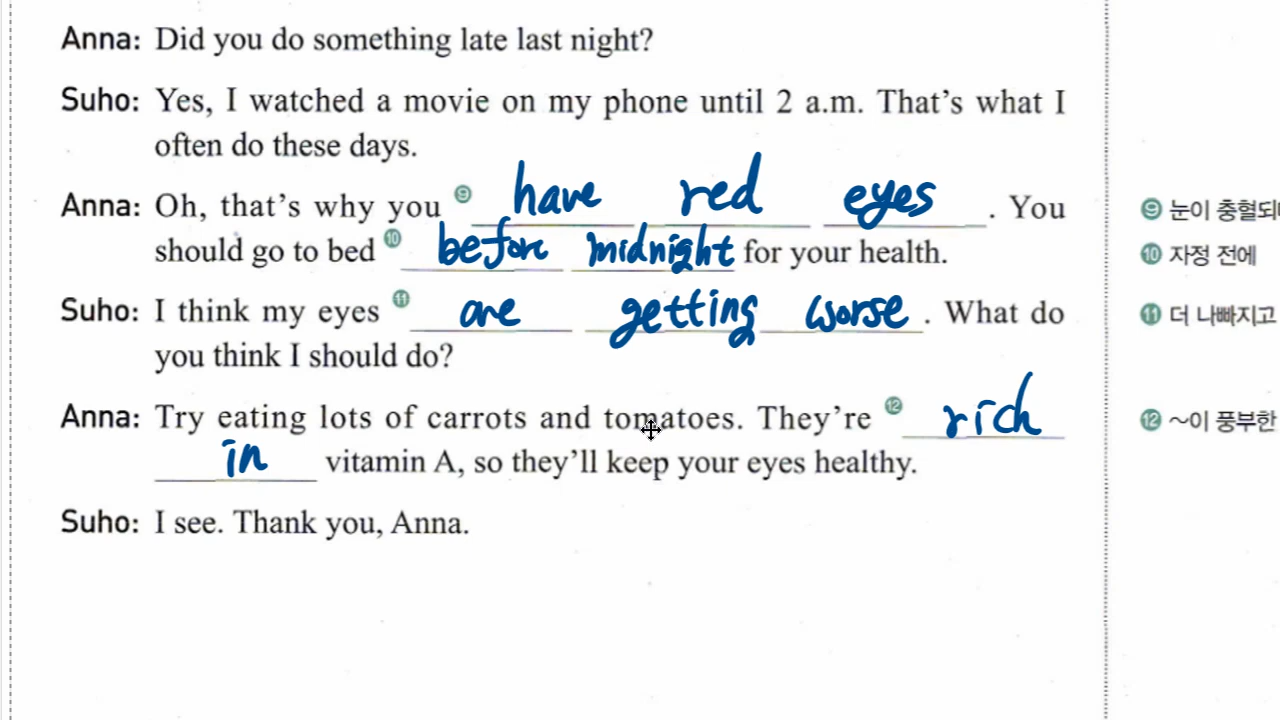 Anna: Did you do something late last night?
Suho: Yes, I watched a movie on my phone until 2 a.m. That's what I
often do these days.
Anna: Oh, that's why you ⑨ have red eyes. You
should go to bed ⑩ before midnight for your health.
Suho: I think my eyes ⑪ are getting worse. What do
you think I should do?
Anna: Try eating lots of carrots and tomatoes. They're ⑫ rich
in vitamin A, so they'll keep your eyes healthy.
Suho: I see. Thank you, Anna.
⑨ 눈이 충혈되
⑩ 자정 전에
⑪ 더 나빠지고
⑫ ~이 풍부한